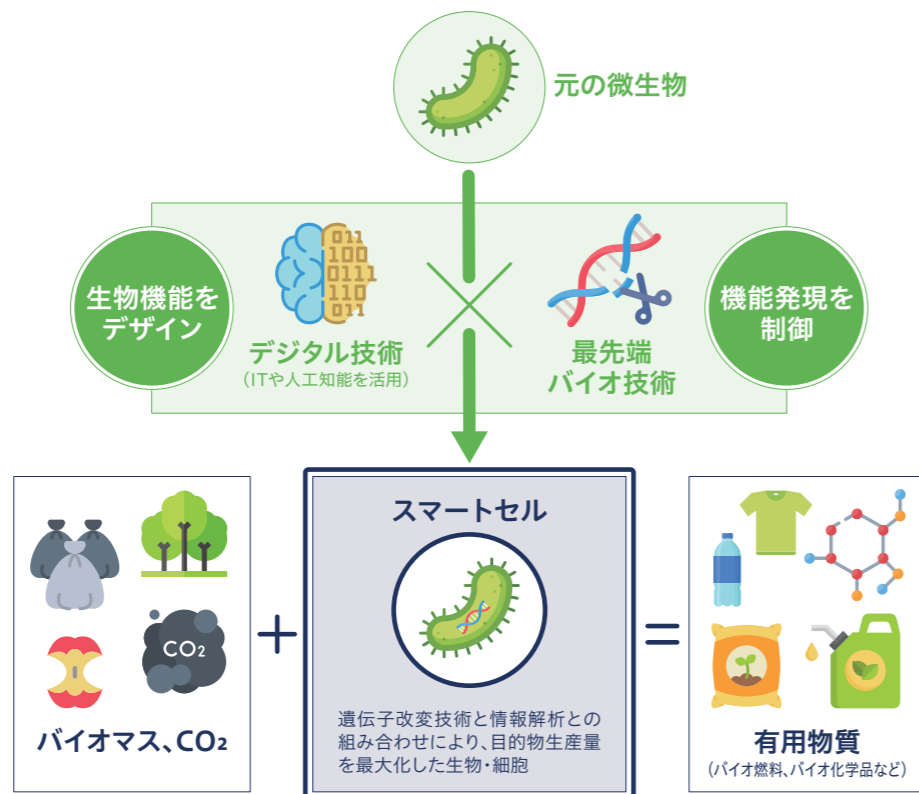 元の微生物
生物機能を
デザイン
011
100
0111
110
011
デジタル技術
（ITや人工知能を活用）
最先端
バイオ技術
機能発現を
制御
CO₂
バイオマス、CO₂
+
スマートセル
遺伝子改変技術と情報解析との
組み合わせにより、目的物生産量
を最大化した生物・細胞
=
有用物質
（バイオ燃料、バイオ化学品など）